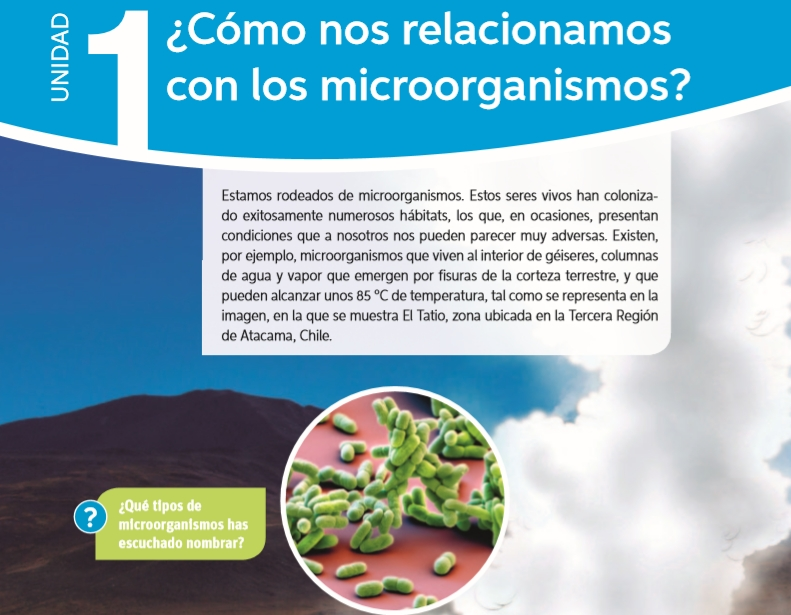 UNIDAD
1
¿Cómo nos relacionamos
con los microorganismos?
Estamos rodeados de microorganismos. Estos seres vivos han coloniza-
do exitosamente numerosos hábitats, los que, en ocasiones, presentan
condiciones que a nosotros nos pueden parecer muy adversas. Existen,
por ejemplo, microorganismos que viven al interior de géiseres, columnas
de agua y vapor que emergen por fisuras de la corteza terrestre, y que
pueden alcanzar unos 85 °C de temperatura, tal como se representa en la
imagen, en la que se muestra El Tatio, zona ubicada en la Tercera Región
de Atacama, Chile.
?
¿Qué tipos de
microorganismos has
escuchado nombrar?